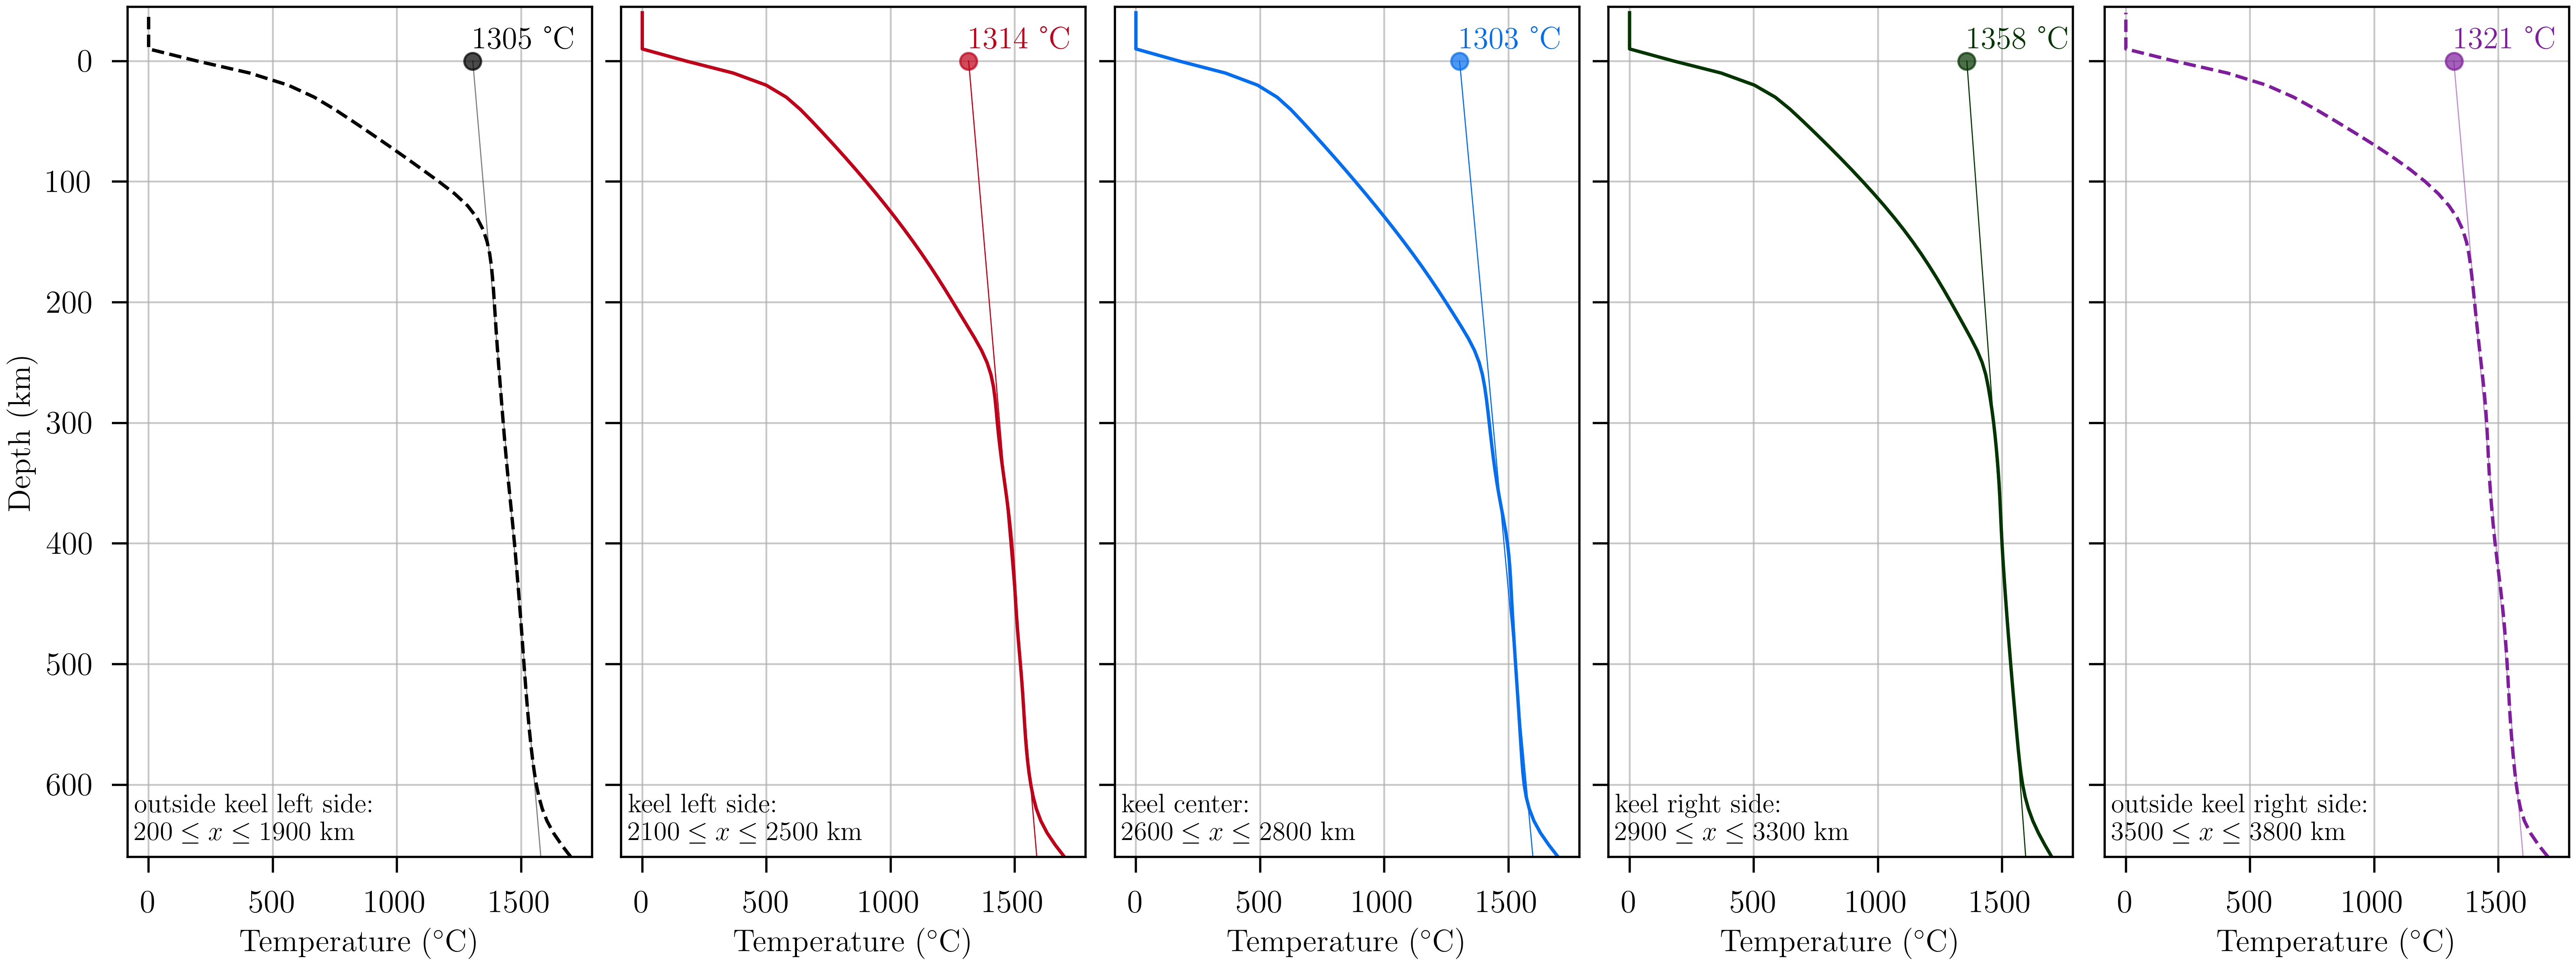 1305 °C
1314 °C
1303 °C
1358 °C
1321 °C
0
100
200
300
400
500
600
Depth (km)
outside keel left side:
200 ≤ x ≤ 1900 km
keel left side:
2100 ≤ x ≤ 2500 km
keel center:
2600 ≤ x ≤ 2800 km
keel right side:
2900 ≤ x ≤ 3300 km
outside keel right side:
3500 ≤ x ≤ 3800 km
0 500 1000 1500
0 500 1000 1500
0 500 1000 1500
0 500 1000 1500
0 500 1000 1500
Temperature (°C)
Temperature (°C)
Temperature (°C)
Temperature (°C)
Temperature (°C)